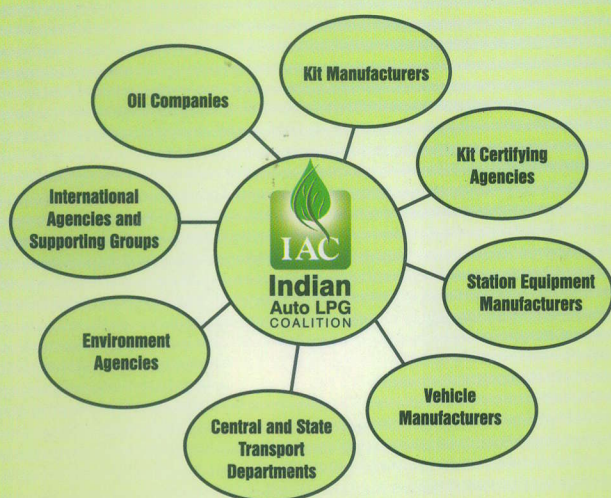 Kit Manufacturers
Oil Companies
Kit Certifying
Agencies
International
Agencies and
Supporting Groups
IAC
Indian
Auto LPG
COALITION
Station Equipment
Manufacturers
Environment
Agencies
Vehicle
Manufacturers
Central and State
Transport
Departments